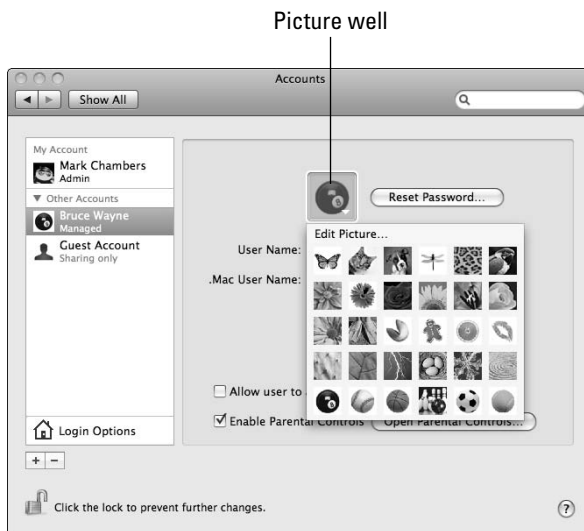 Picture well
Accounts
Show All
My Account
Mark Chambers
Admin
Other Accounts
Bruce Wayne
Managed
Guest Account
Sharing only
Login Options
Reset Password...
Edit Picture...
User Name:
.Mac User Name:
Allow user to
Enable Parental Controls
Open Parental Controls...
Click the lock to prevent further changes.
?